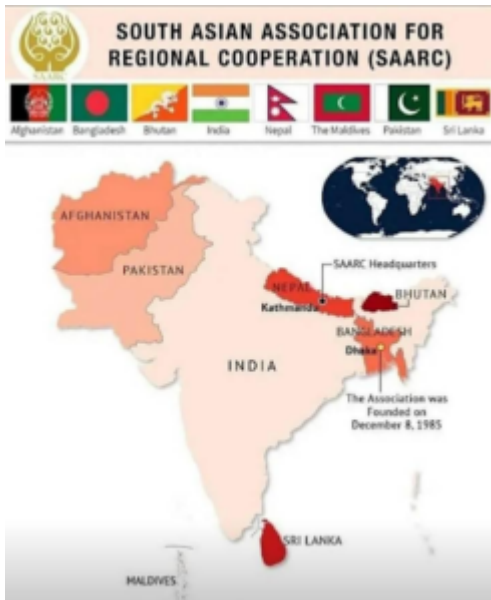 SOUTH ASIAN ASSOCIATION FOR
REGIONAL COOPERATION (SAARC)
SAARC
Afghanistan Bangladesh Bhutan India Nepal The Maldives Pakistan Sri Lanka
AFGHANISTAN
PAKISTAN
SAARC Headquarters
NEPAL
BHUTAN
Kathmandu
BANGLADESH
Dhaka
INDIA
The Association was
Founded on
December 8, 1985
SRI LANKA
MALDIVES